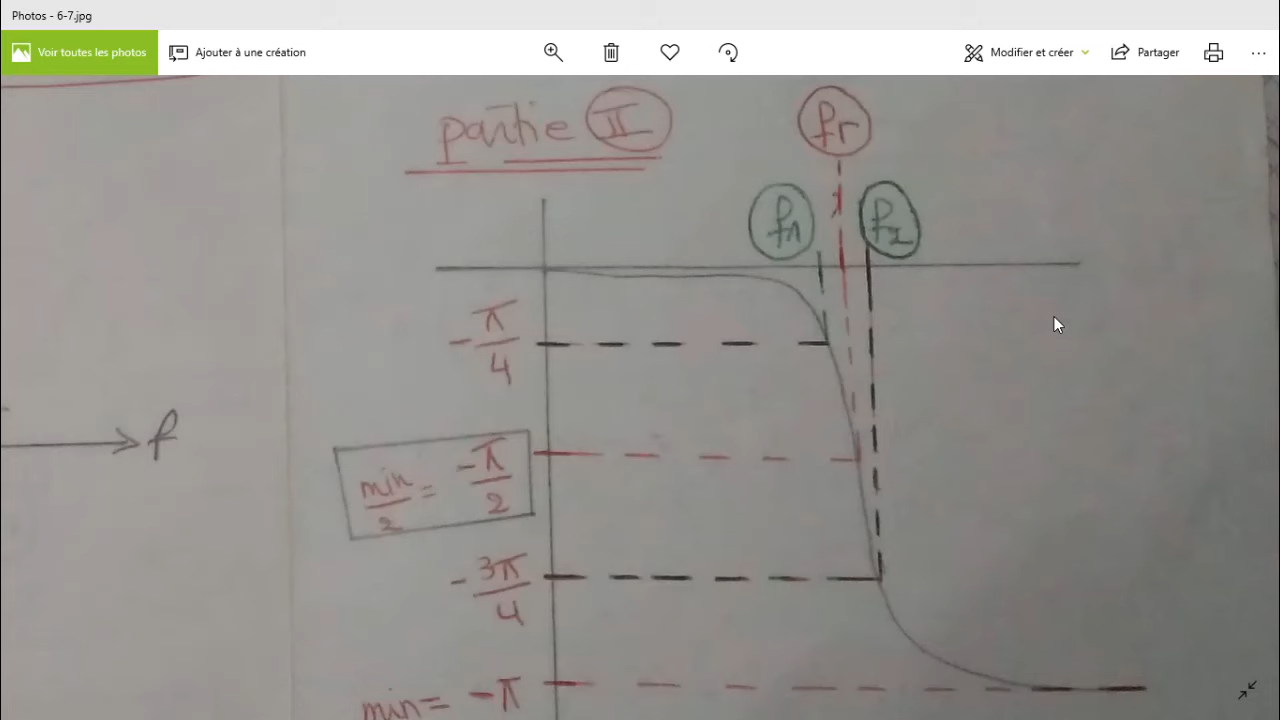 Photos - 6-7.jpg
Voir toutes les photos
Ajouter à une création
Modifier et créer
Partager
partie II
fr
f1
f2
-π/4
f
min/2 = -π/2
-3π/4
min = -π